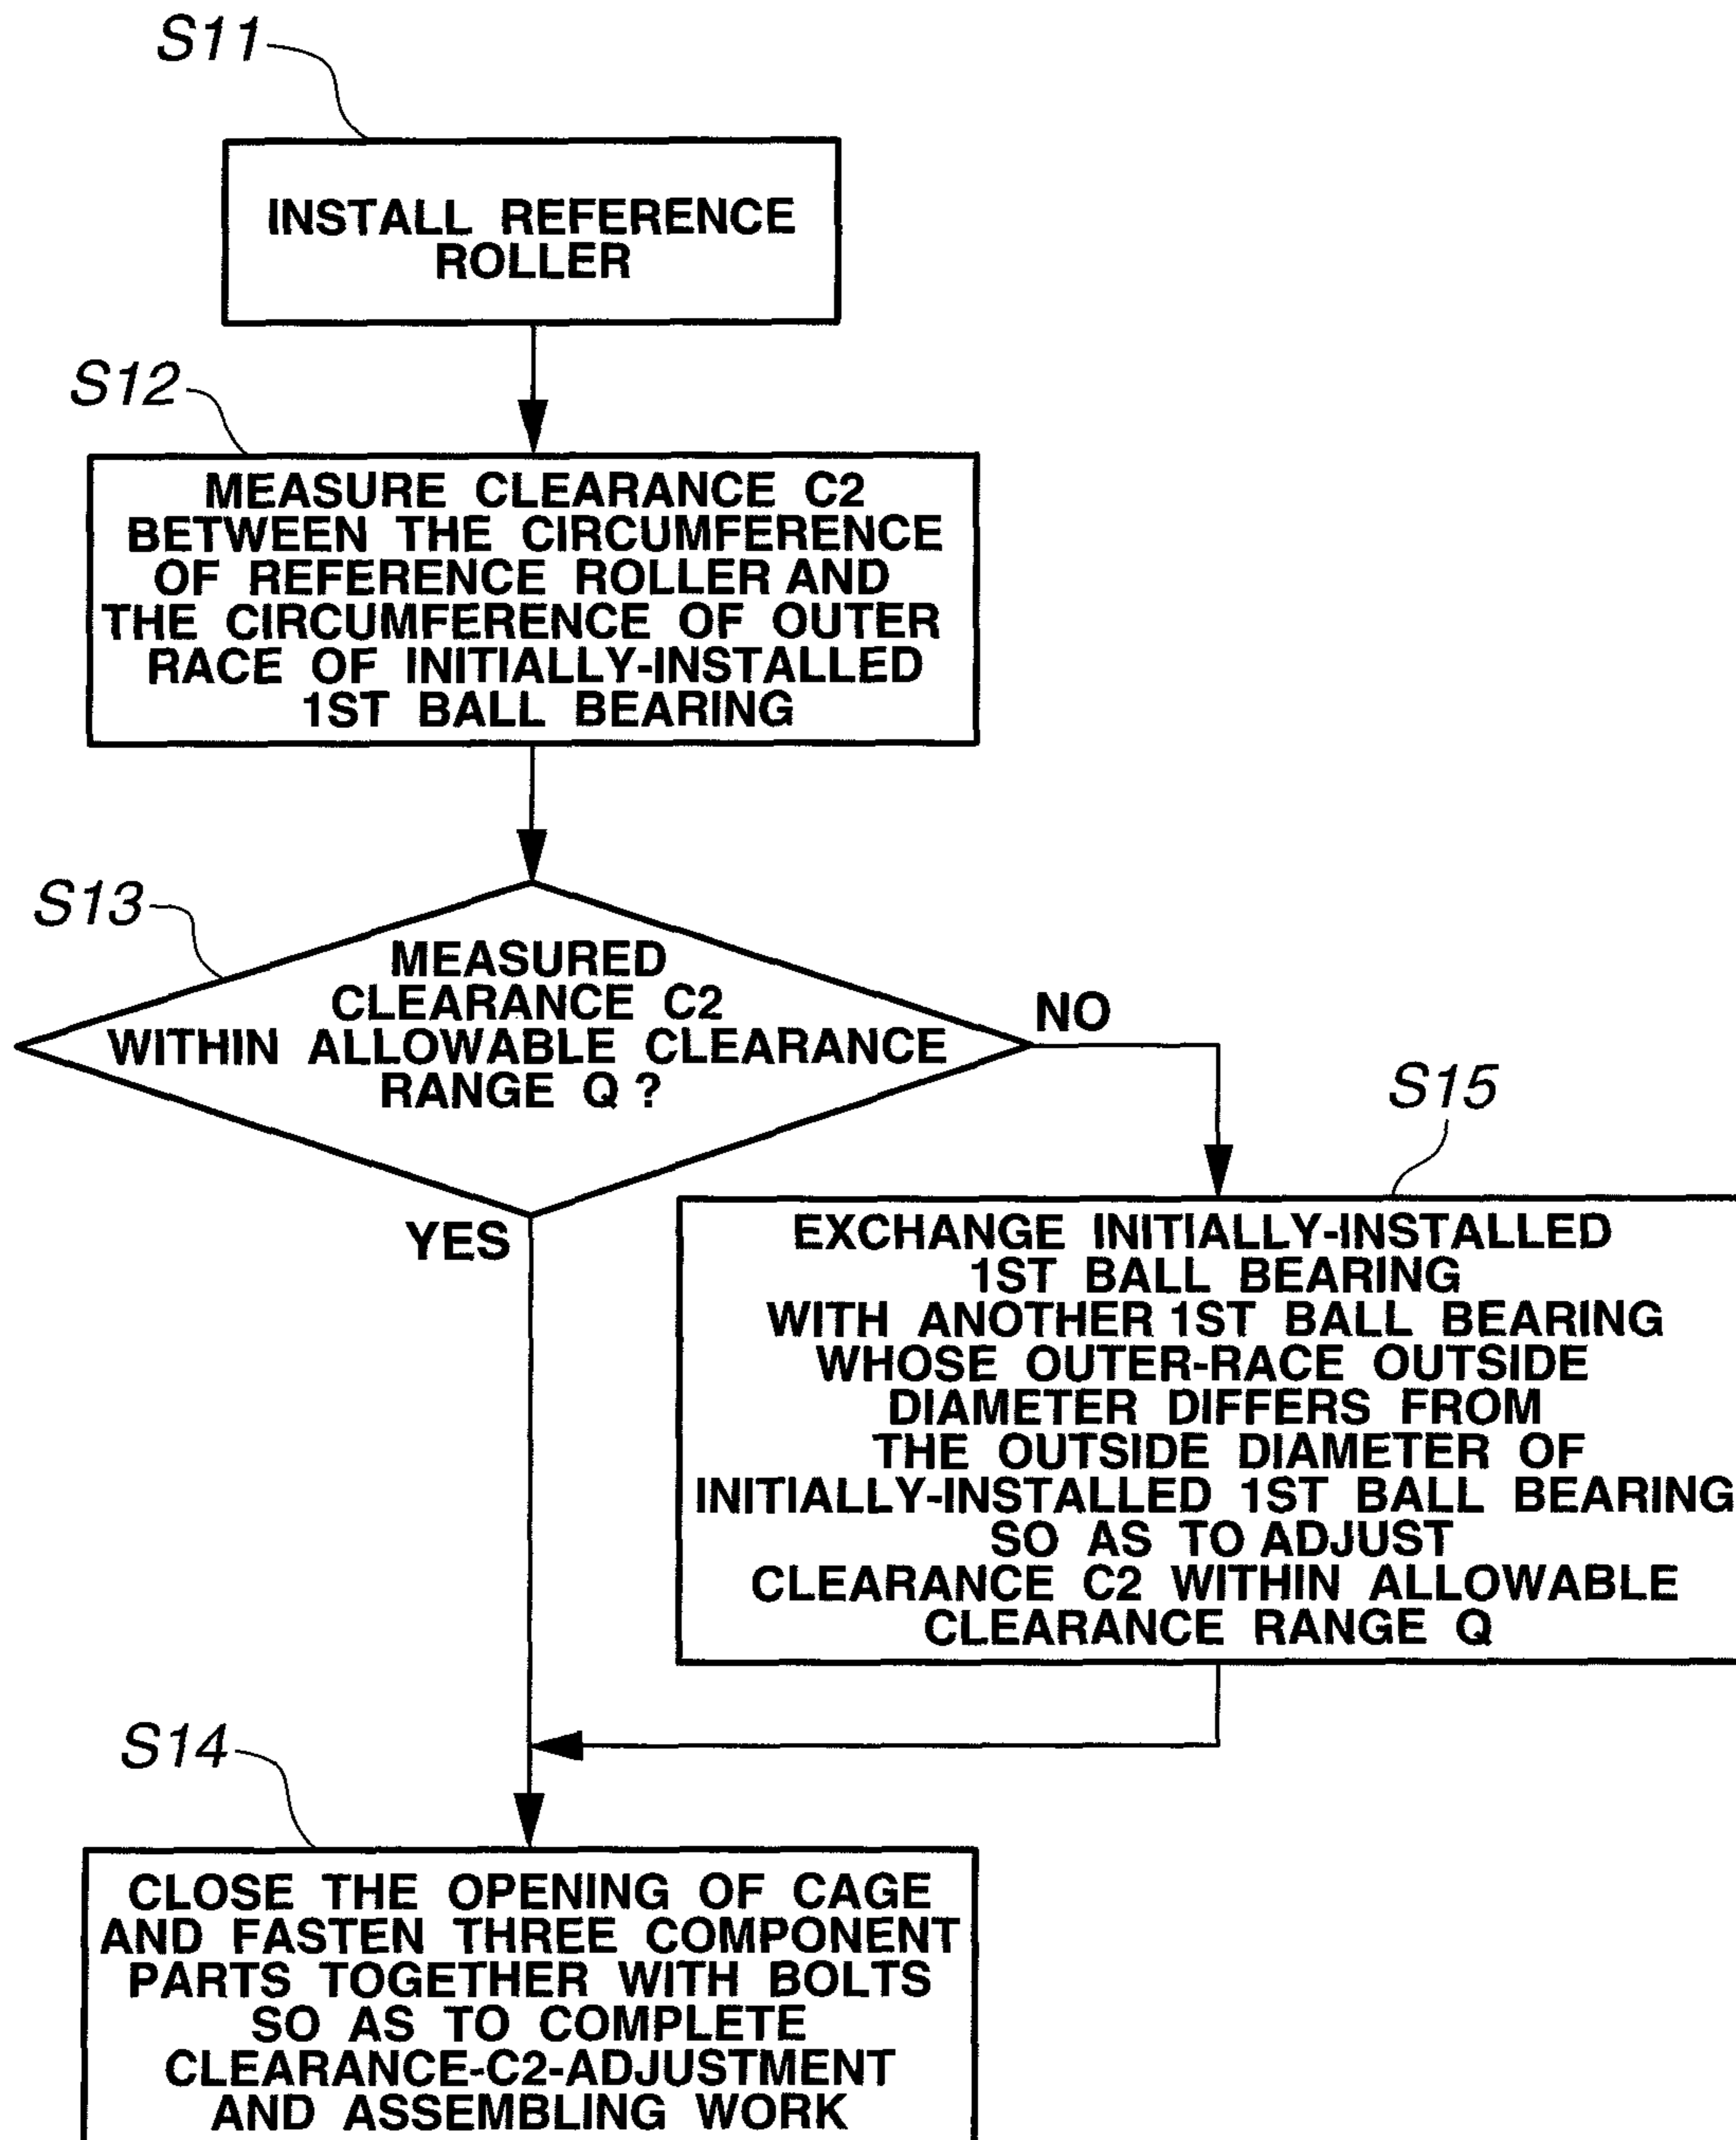 S11
INSTALL REFERENCE
ROLLER
S12
MEASURE CLEARANCE C2
BETWEEN THE CIRCUMFERENCE
OF REFERENCE ROLLER AND
THE CIRCUMFERENCE OF OUTER
RACE OF INITIALLY-INSTALLED
1ST BALL BEARING
S13
MEASURED
CLEARANCE C2
WITHIN ALLOWABLE CLEARANCE
RANGE Q ?
NO
YES
S15
EXCHANGE INITIALLY-INSTALLED
1ST BALL BEARING
WITH ANOTHER 1ST BALL BEARING
WHOSE OUTER-RACE OUTSIDE
DIAMETER DIFFERS FROM
THE OUTSIDE DIAMETER OF
INITIALLY-INSTALLED 1ST BALL BEARING
SO AS TO ADJUST
CLEARANCE C2 WITHIN ALLOWABLE
CLEARANCE RANGE Q
S14
CLOSE THE OPENING OF CAGE
AND FASTEN THREE COMPONENT
PARTS TOGETHER WITH BOLTS
SO AS TO COMPLETE
CLEARANCE-C2-ADJUSTMENT
AND ASSEMBLING WORK